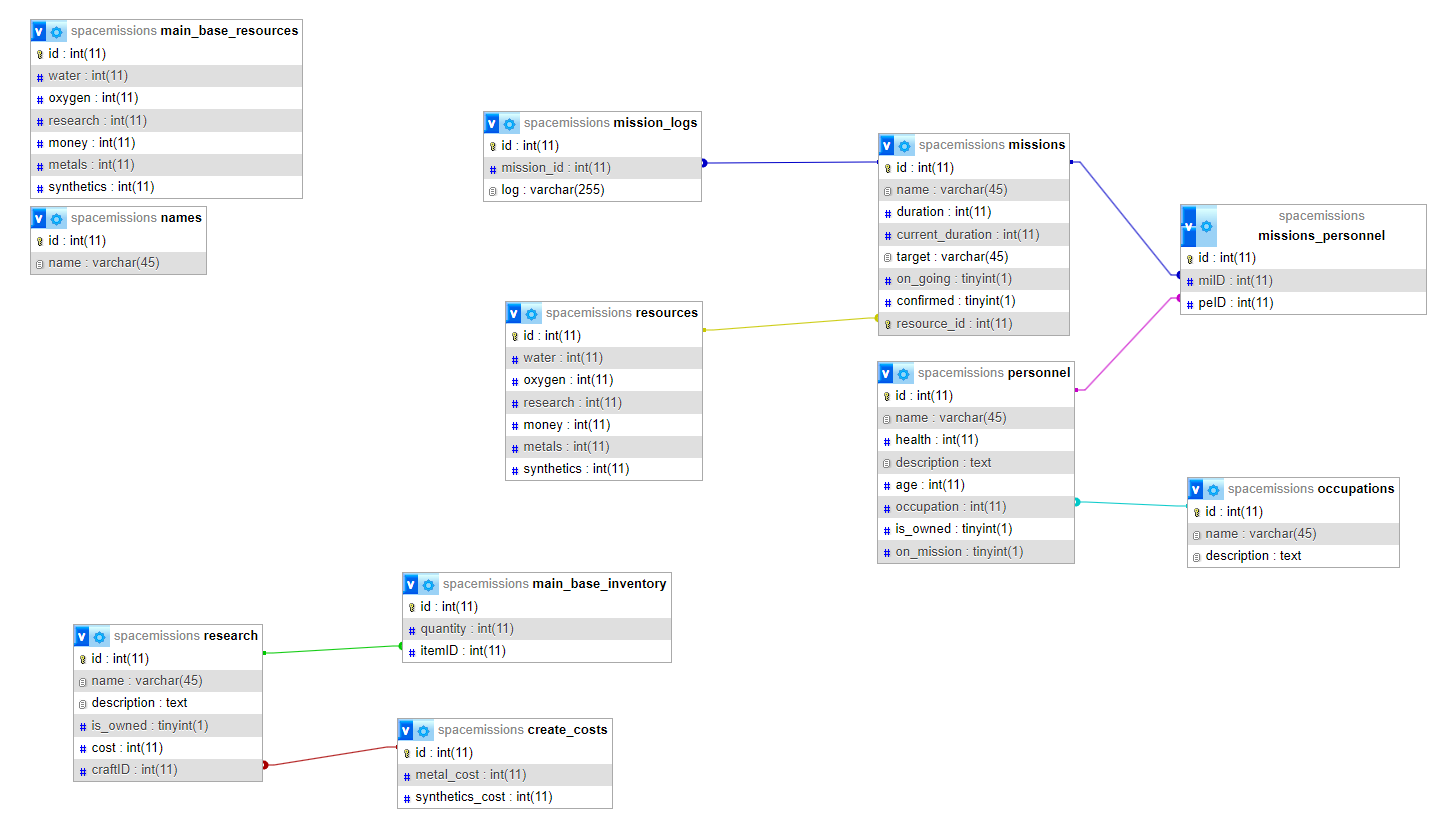 spacemissions main_base_resources
id : int(11)
water : int(11)
oxygen : int(11)
research : int(11)
money : int(11)
metals : int(11)
synthetics : int(11)
spacemissions names
id : int(11)
name : varchar(45)
spacemissions mission_logs
id : int(11)
mission_id : int(11)
log : varchar(255)
spacemissions missions
id : int(11)
name : varchar(45)
duration : int(11)
current_duration : int(11)
target : varchar(45)
on_going : tinyint(1)
confirmed : tinyint(1)
resource_id : int(11)
spacemissions
missions_personnel
id : int(11)
miID : int(11)
peID : int(11)
spacemissions resources
id : int(11)
water : int(11)
oxygen : int(11)
research : int(11)
money : int(11)
metals : int(11)
synthetics : int(11)
spacemissions personnel
id : int(11)
name : varchar(45)
health : int(11)
description : text
age : int(11)
occupation : int(11)
is_owned : tinyint(1)
on_mission : tinyint(1)
spacemissions occupations
id : int(11)
name : varchar(45)
description : text
spacemissions main_base_inventory
id : int(11)
quantity : int(11)
itemID : int(11)
spacemissions research
id : int(11)
name : varchar(45)
description : text
is_owned : tinyint(1)
cost : int(11)
craftID : int(11)
spacemissions create_costs
id : int(11)
metal_cost : int(11)
synthetics_cost : int(11)